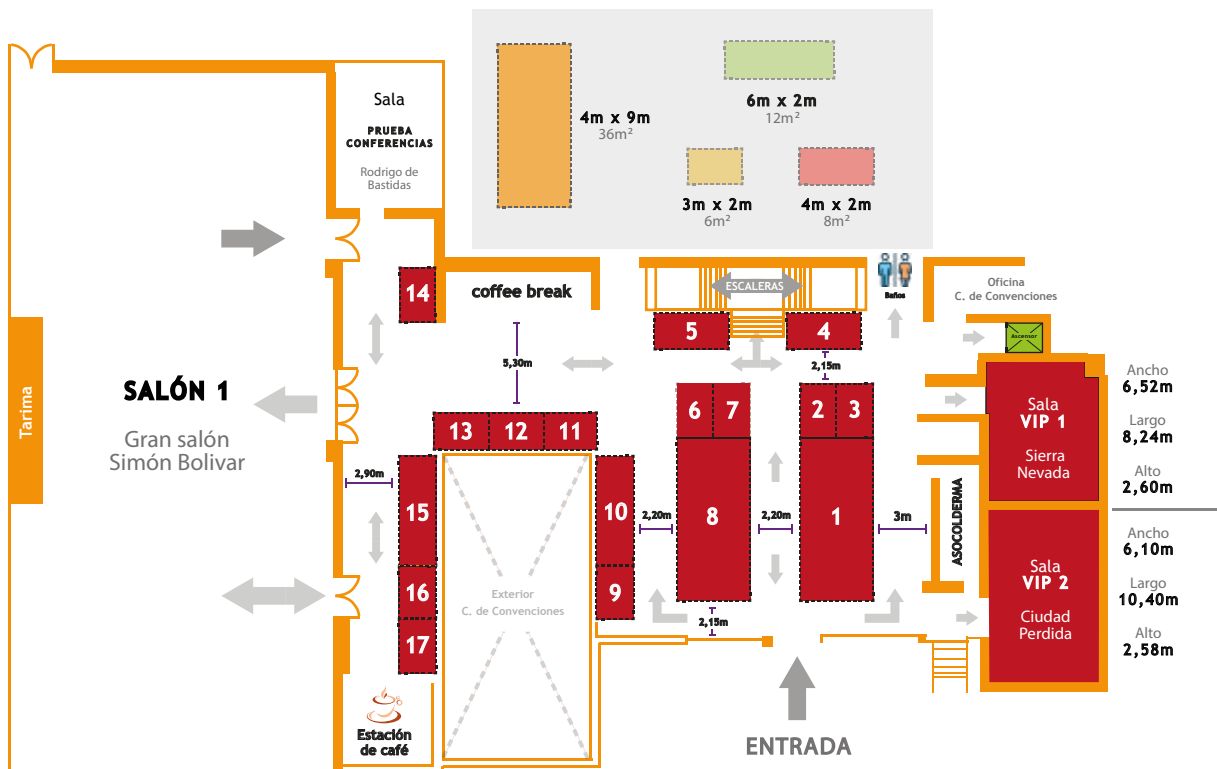 Sala
PRUEBA
CONFERENCIAS
Rodrigo de
Bastidas
4m x 9m
36m²
6m x 2m
12m²
3m x 2m
6m²
4m x 2m
8m²
14
coffee break
ESCALERAS
Baños
Oficina
C. de Convenciones
Ascensor
5
4
5,30m
2,15m
Tarima
SALÓN 1
Gran salón
Simón Bolivar
6
7
2
3
13
12
11
Sala
VIP 1
Sierra
Nevada
Ancho
6,52m
Largo
8,24m
Alto
2,60m
2,90m
15
10
2,20m
8
2,20m
1
3m
ASOCOLDERMA
16
9
Exterior
C. de Convenciones
17
2,15m
Sala
VIP 2
Ciudad
Perdida
Ancho
6,10m
Largo
10,40m
Alto
2,58m
Estación
de café
ENTRADA